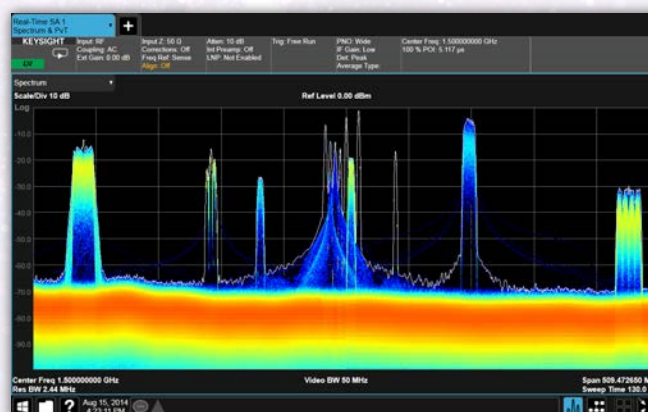 Real-Time SA 1
Spectrum & PvT
KEYSIGHT
LV
Input: RF
Coupling: AC
Ext Gain: 0.00 dB
Input Z: 50 Ω
Corrections: Off
Freq Ref: Sense
Align: Off
Atten: 10 dB
Int Preamp: Off
LNP: Not Enabled
Trig: Free Run
PNO: Wide
IF Gain: Low
Det: Peak
Average Type:
Center Freq: 1.500000000 GHz
100 % POI: 5.117 µs
Spectrum
Scale/Div 10 dB
Ref Level 0.00 dBm
Log
-10.0
-20.0
-30.0
-40.0
-50.0
-60.0
-70.0
-80.0
-90.0
Center Freq 1.500000000 GHz
Res BW 2.44 MHz
Video BW 50 MHz
Span 509.472650 M
Sweep Time 130.0
Aug 15, 2014
4:23:11 PM